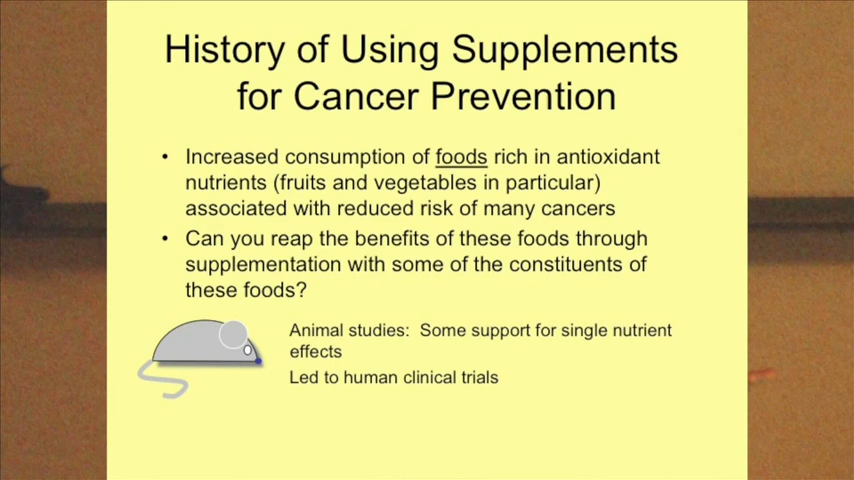 History of Using Supplements
for Cancer Prevention
• Increased consumption of foods rich in antioxidant
nutrients (fruits and vegetables in particular)
associated with reduced risk of many cancers
• Can you reap the benefits of these foods through
supplementation with some of the constituents of
these foods?
Animal studies: Some support for single nutrient
effects
Led to human clinical trials